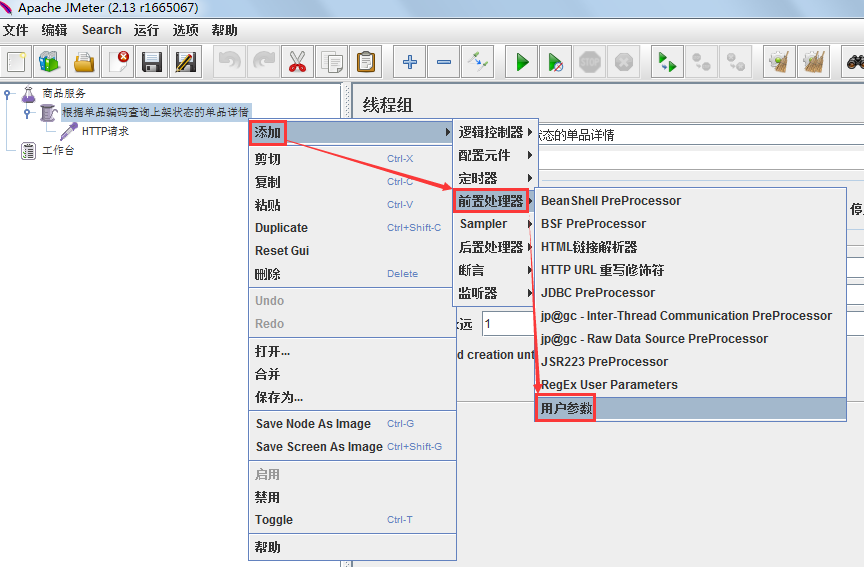 Apache JMeter (2.13 r1665067)
文件 编辑 Search 运行 选项 帮助
STOP
商品服务
根据单品编码查询上架状态的单品详情
HTTP请求
工作台
线程组
状态的单品详情
添加
剪切 Ctrl-X
复制 Ctrl-C
粘贴 Ctrl-V
Duplicate Ctrl+Shift-C
Reset Gui
删除 Delete
Undo
Redo
打开...
合并
保存为...
Save Node As Image Ctrl-G
Save Screen As Image Ctrl+Shift-G
启用
禁用
Toggle Ctrl-T
帮助
逻辑控制器
配置元件
定时器
前置处理器
Sampler
后置处理器
断言
监听器
远 1
d creation unt
停
BeanShell PreProcessor
BSF PreProcessor
HTML链接解析器
HTTP URL 重写修饰符
JDBC PreProcessor
jp@gc - Inter-Thread Communication PreProcessor
jp@gc - Raw Data Source PreProcessor
JSR223 PreProcessor
RegEx User Parameters
用户参数